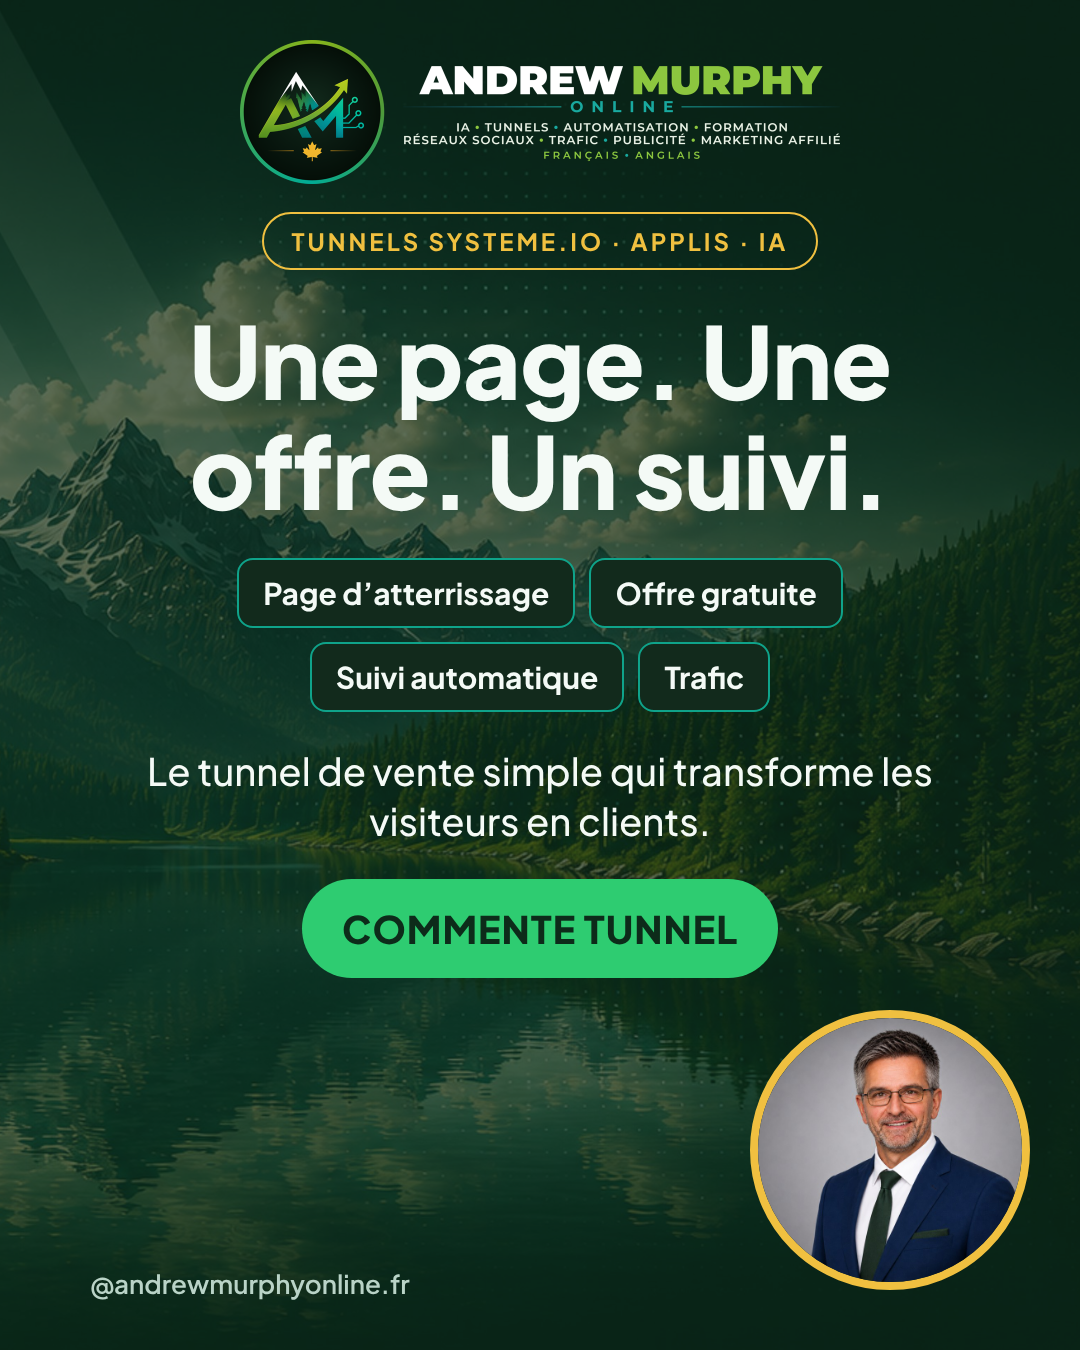 ANDREW MURPHY
ONLINE
IA • TUNNELS • AUTOMATISATION • FORMATION
RÉSEAUX SOCIAUX • TRAFIC • PUBLICITÉ • MARKETING AFFILIÉ
FRANÇAIS • ANGLAIS
TUNNELS SYSTEME.IO · APPLIS · IA
Une page. Une
offre. Un suivi.
Page d’atterrissage
Offre gratuite
Suivi automatique
Trafic
Le tunnel de vente simple qui transforme les
visiteurs en clients.
COMMENTE TUNNEL
@andrewmurphyonline.fr